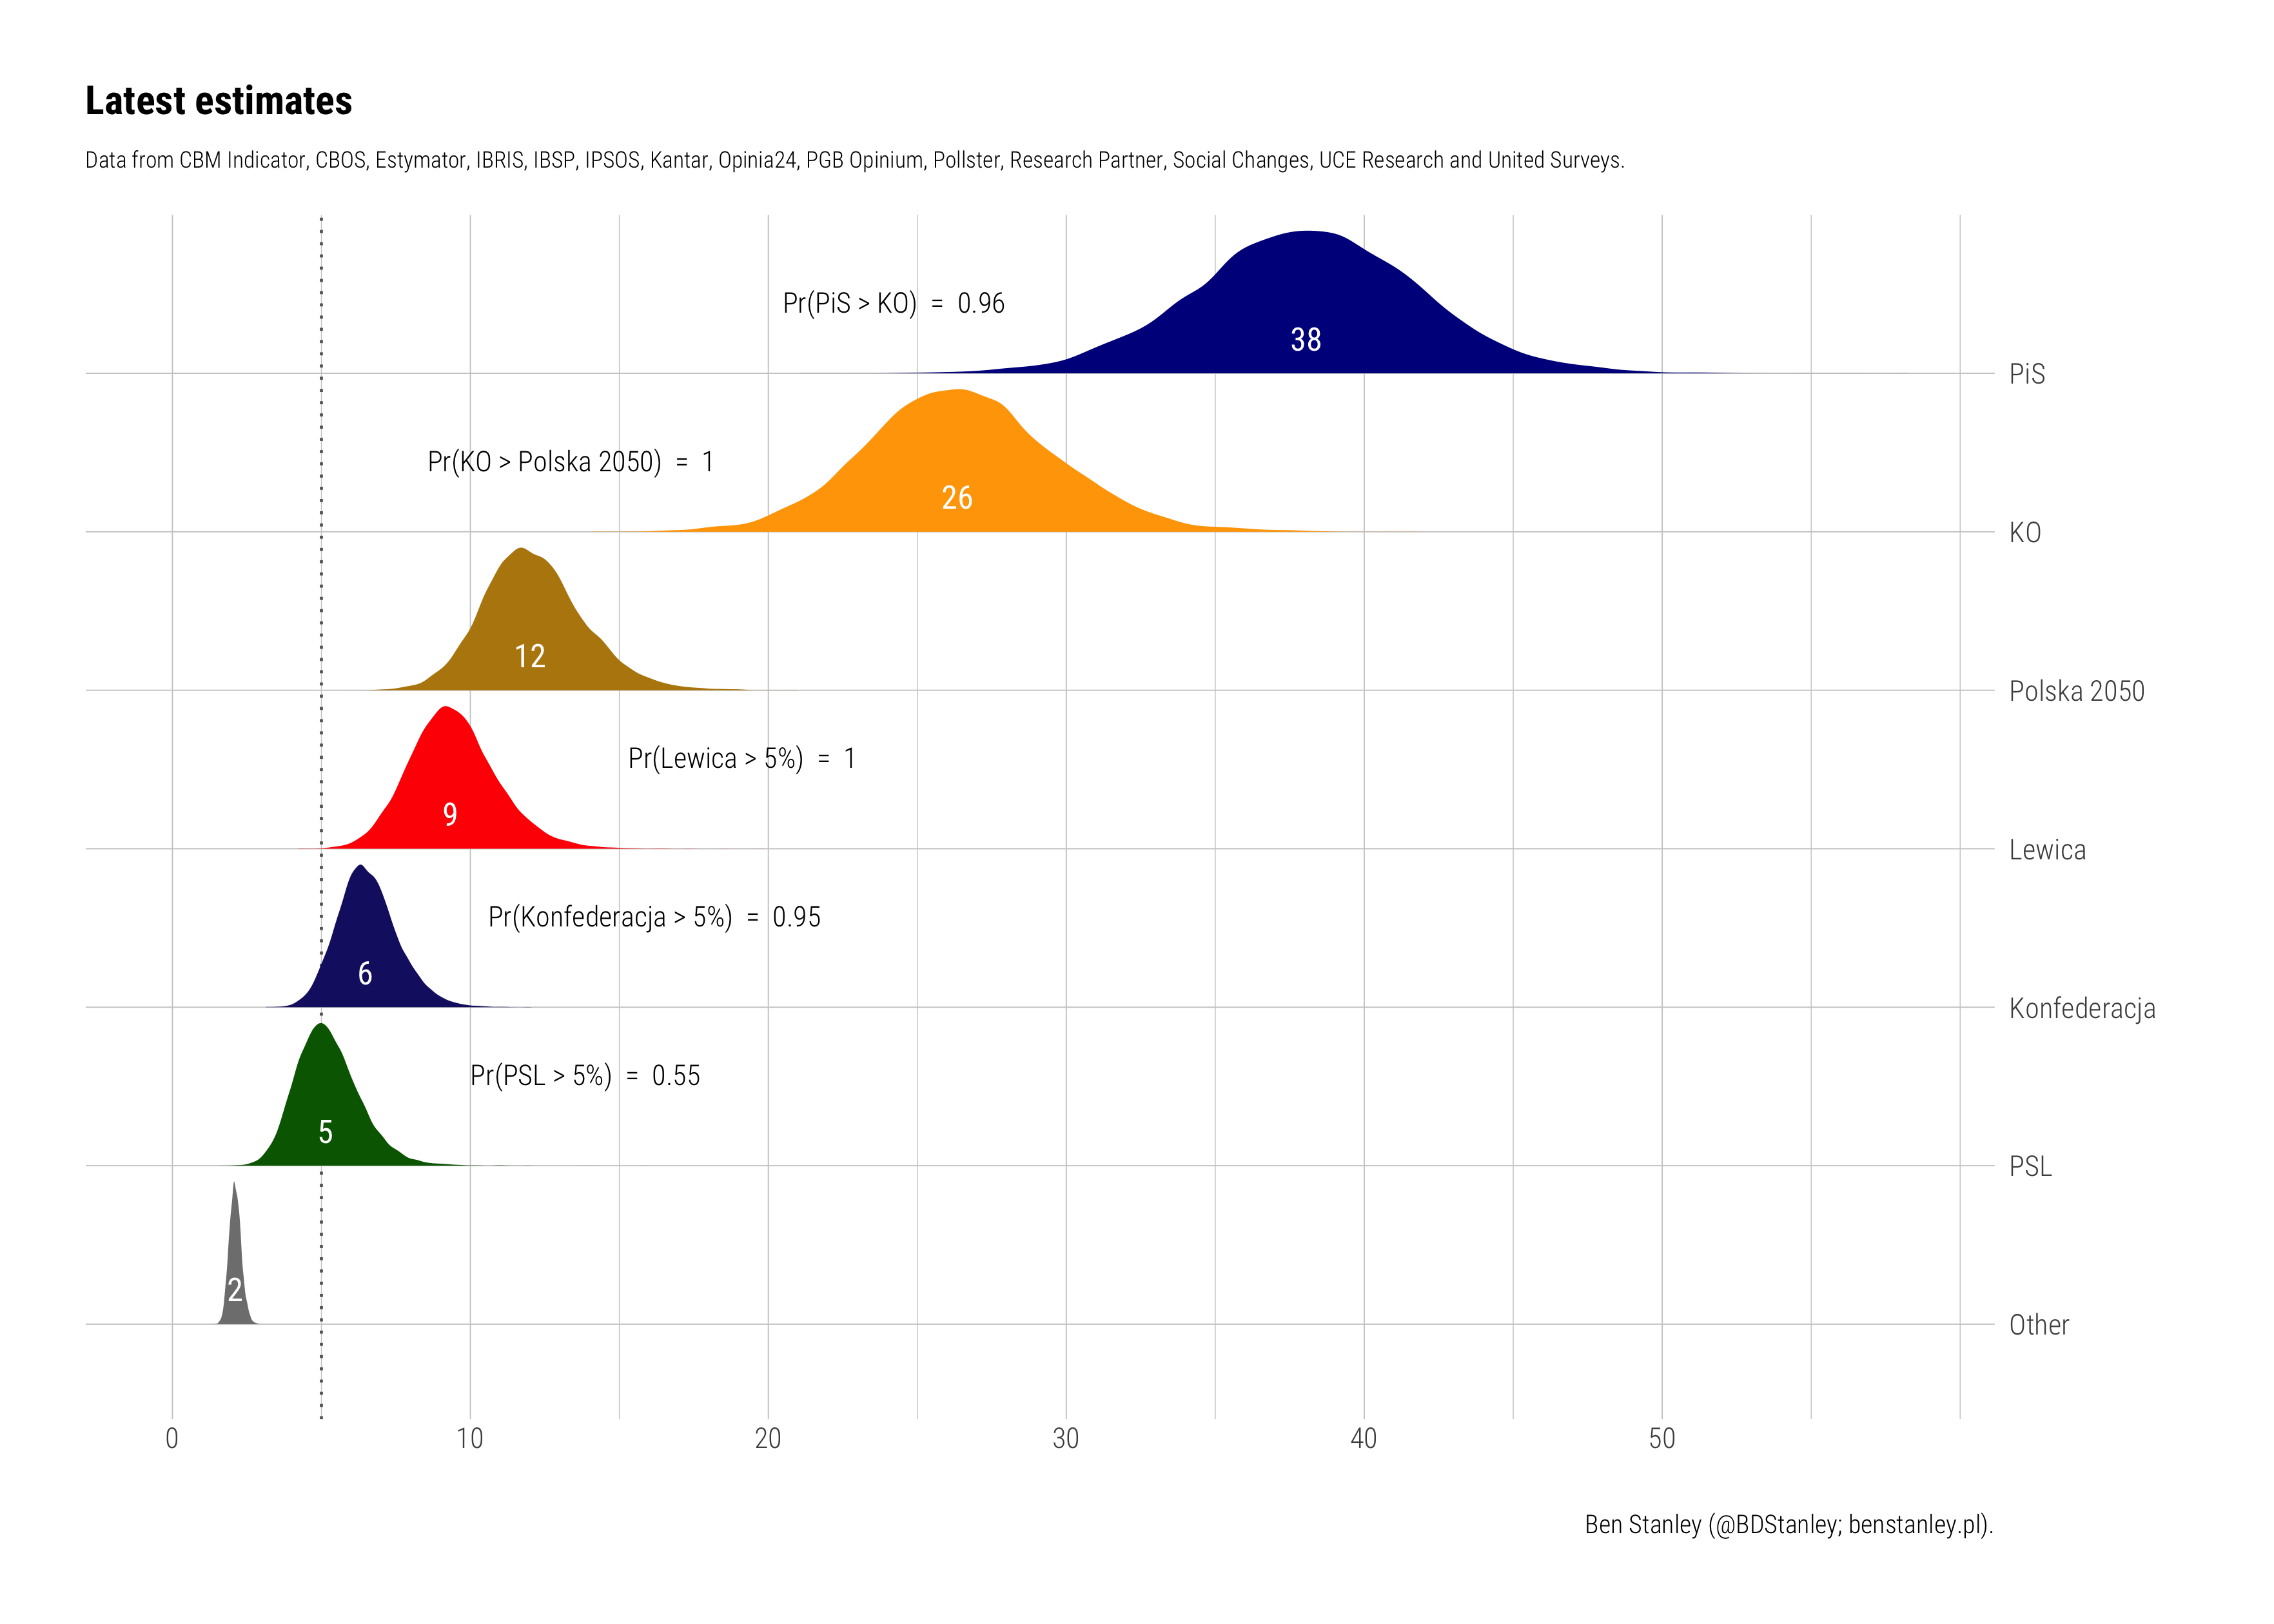 Latest estimates
Data from CBM Indicator, CBOS, Estymator, IBRIS, IBSP, IPSOS, Kantar, Opinia24, PGB Opinium, Pollster, Research Partner, Social Changes, UCE Research and United Surveys.
Pr(PiS > KO) = 0.96
38
PiS
Pr(KO > Polska 2050) = 1
26
KO
12
Polska 2050
Pr(Lewica > 5%) = 1
9
Lewica
Pr(Konfederacja > 5%) = 0.95
6
Konfederacja
Pr(PSL > 5%) = 0.55
5
PSL
2
Other
0 10 20 30 40 50
Ben Stanley (@BDStanley; benstanley.pl).